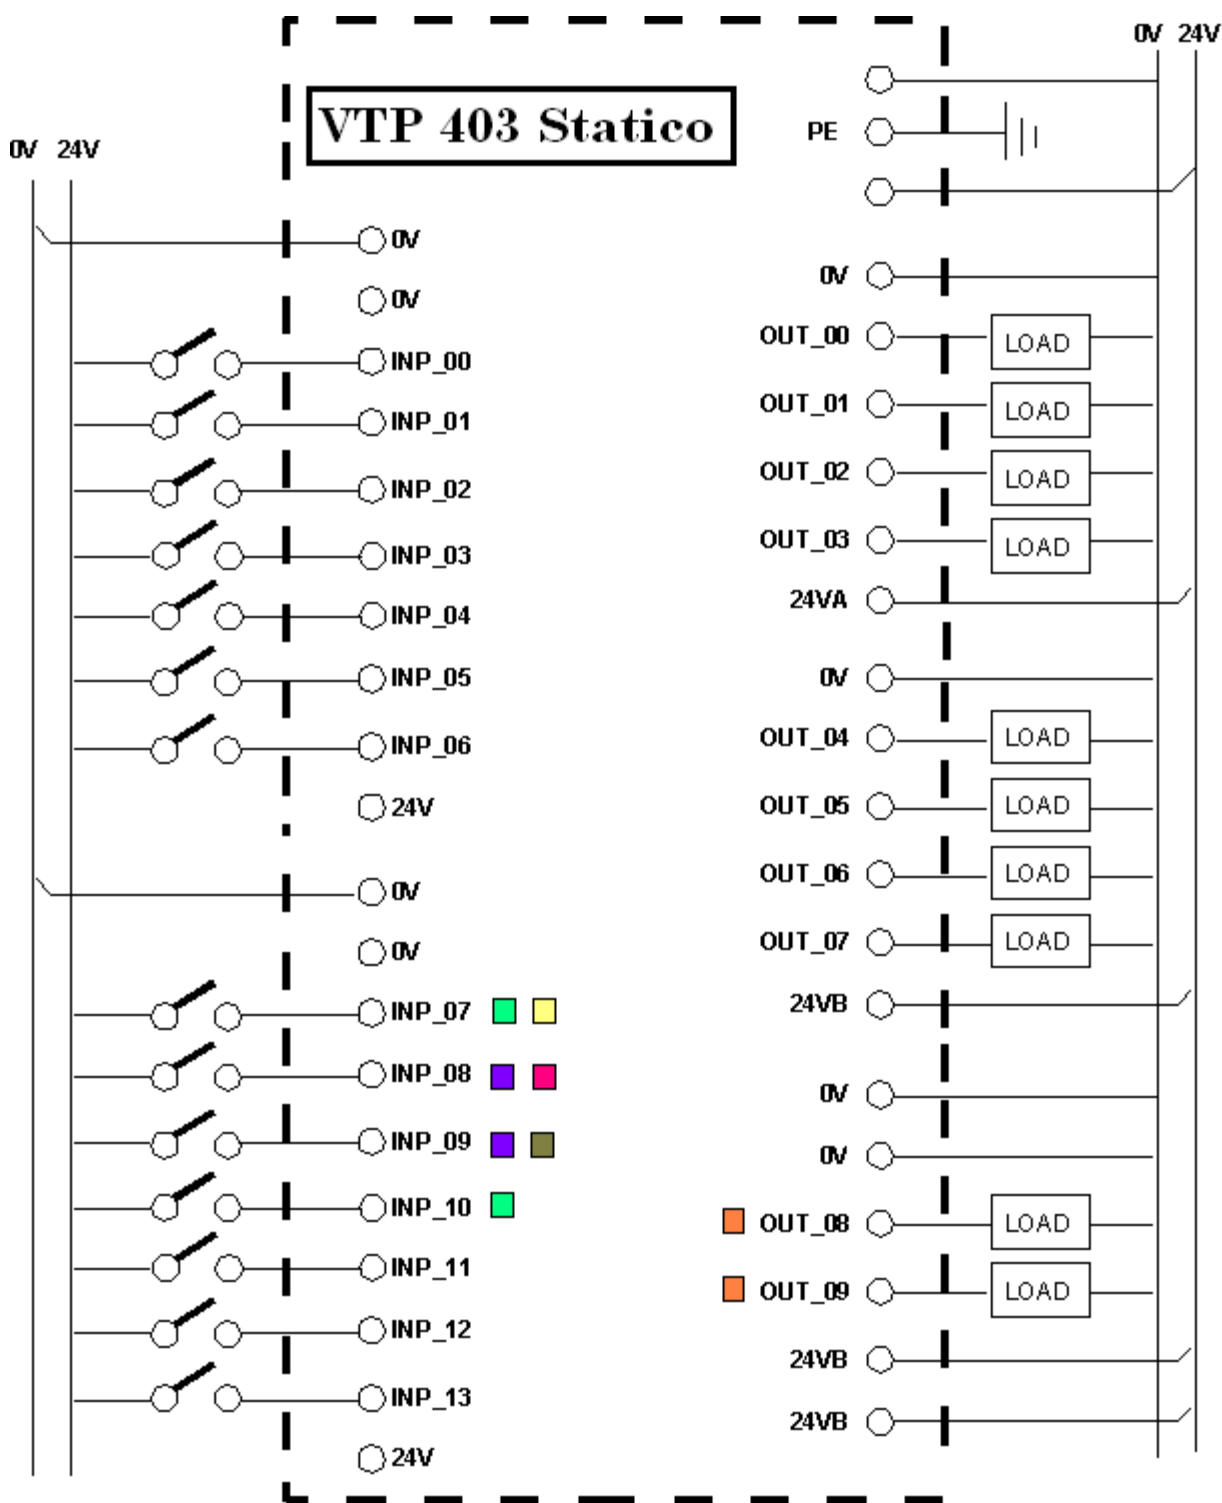 0V 24V
VTP 403 Statico
PE
0V 24V
0V
0V
INP_00
INP_01
INP_02
INP_03
INP_04
INP_05
INP_06
24V
0V
0V
INP_07
INP_08
INP_09
INP_10
INP_11
INP_12
INP_13
24V
0V
OUT_00 LOAD
OUT_01 LOAD
OUT_02 LOAD
OUT_03 LOAD
24VA
0V
OUT_04 LOAD
OUT_05 LOAD
OUT_06 LOAD
OUT_07 LOAD
24VB
0V
0V
OUT_08 LOAD
OUT_09 LOAD
24VB
24VB